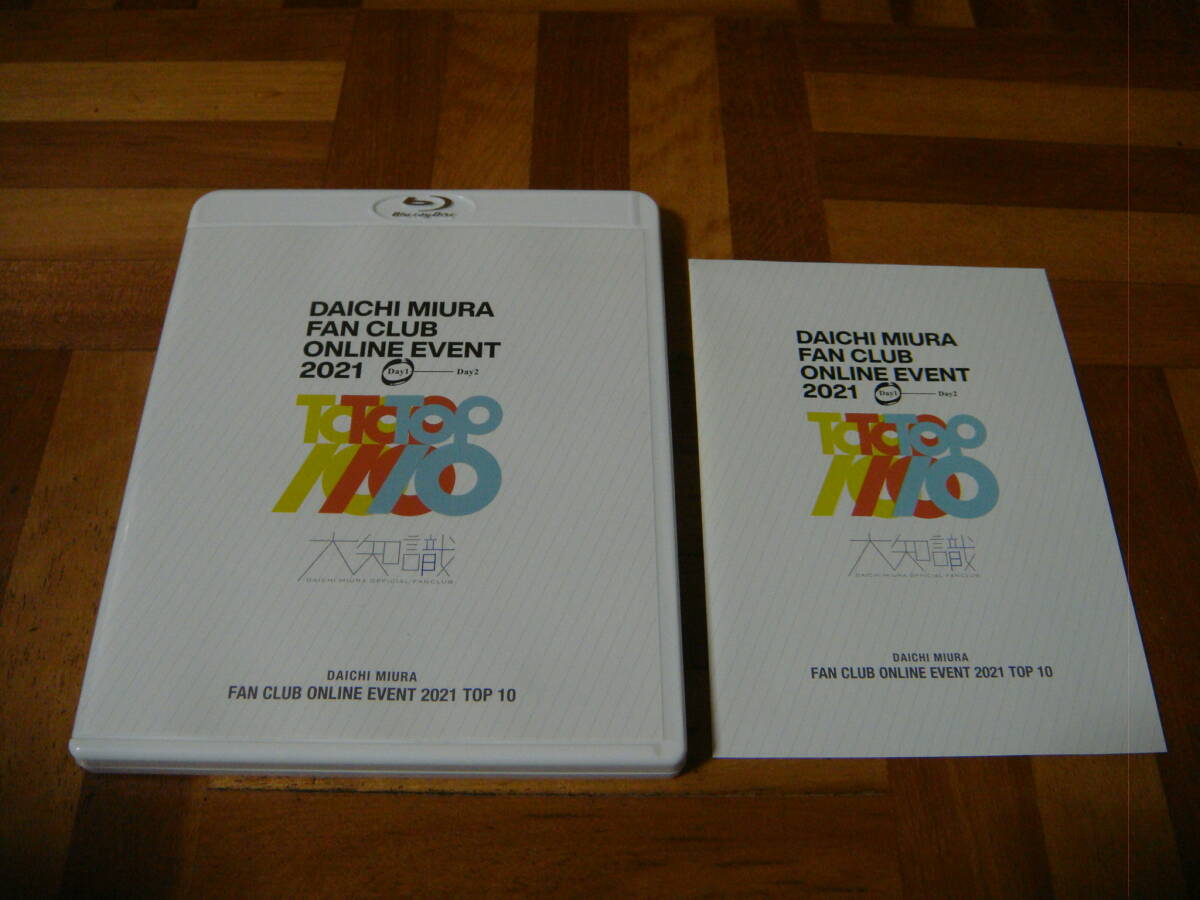 Blu-ray Disc
DAICHI MIURA
FAN CLUB
ONLINE EVENT
2021 Day1 Day2
TOP
10
大知識
DAICHI MIURA OFFICIAL FANCLUB
DAICHI MIURA
FAN CLUB ONLINE EVENT 2021 TOP 10
DAICHI MIURA
FAN CLUB
ONLINE EVENT
2021 Day1 Day2
TOP
10
大知識
DAICHI MIURA OFFICIAL FANCLUB
DAICHI MIURA
FAN CLUB ONLINE EVENT 2021 TOP 10